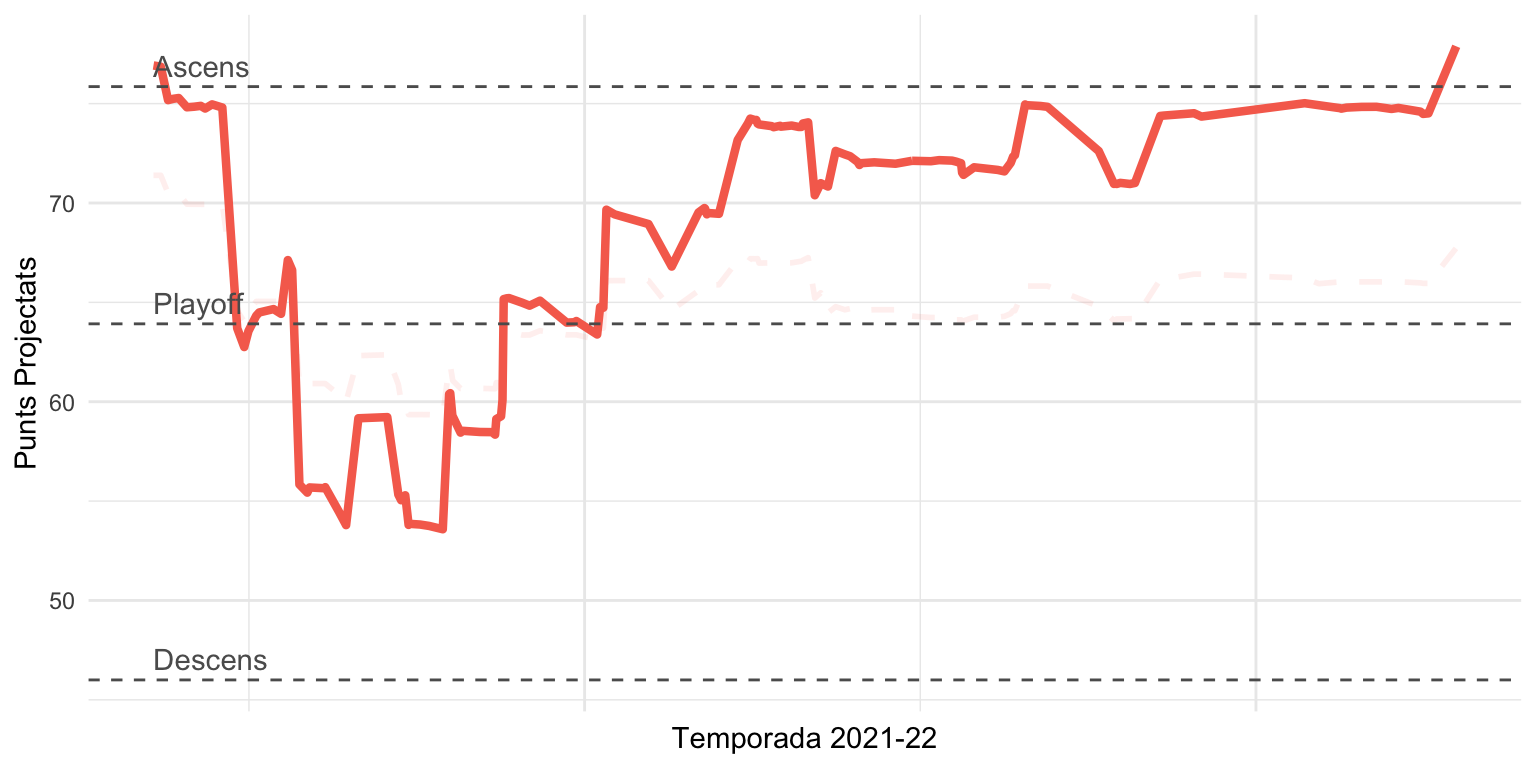 Ascens
70
Playoff
60
50
Descens
Punts Projectats
Temporada 2021-22